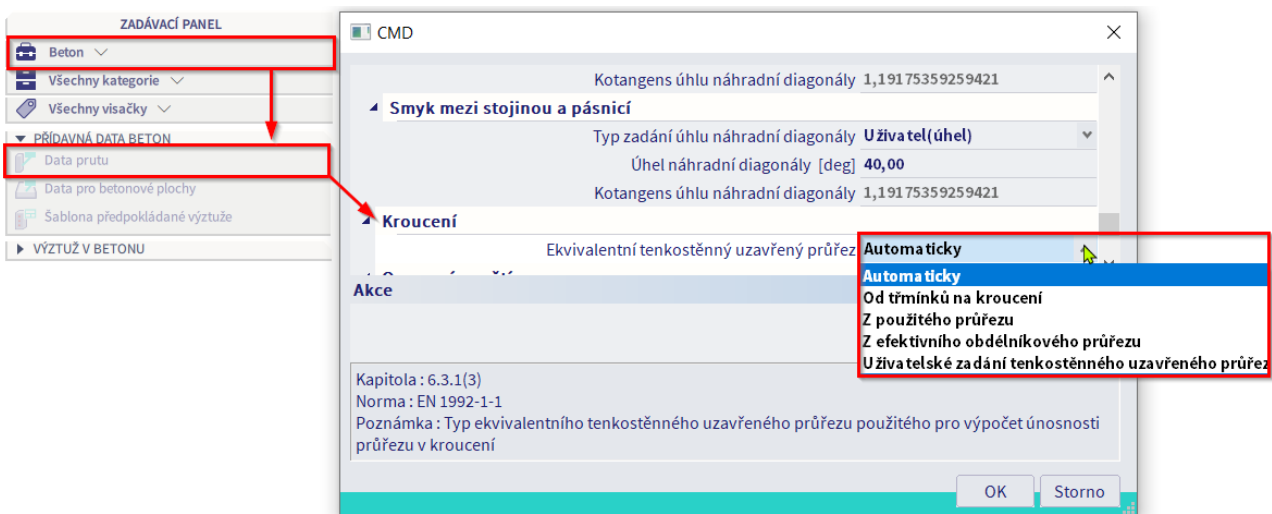 ZADÁVACÍ PANEL
Beton
Všechny kategorie
Všechny visačky
PŘÍDAVNÁ DATA BETON
Data prutu
Data pro betonové plochy
Šablona předpokládané výztuže
VÝZTUŽ V BETONU
CMD
Kotangens úhlu náhradní diagonály 1,19175359259421
Smyk mezi stojinou a pásnicí
Typ zadání úhlu náhradní diagonály Uživatel(úhel)
Úhel náhradní diagonály [deg] 40,00
Kotangens úhlu náhradní diagonály 1,19175359259421
Kroucení
Ekvivalentní tenkostěnný uzavřený průřez Automaticky
Automaticky
Od třmínků na kroucení
Z použitého průřezu
Z efektivního obdélníkového průřezu
Uživatelské zadání tenkostěnného uzavřeného průřez
Akce
Kapitola : 6.3.1(3)
Norma : EN 1992-1-1
Poznámka : Typ ekvivalentního tenkostěnného uzavřeného průřezu použitého pro výpočet únosnosti
průřezu v kroucení
OK Storno